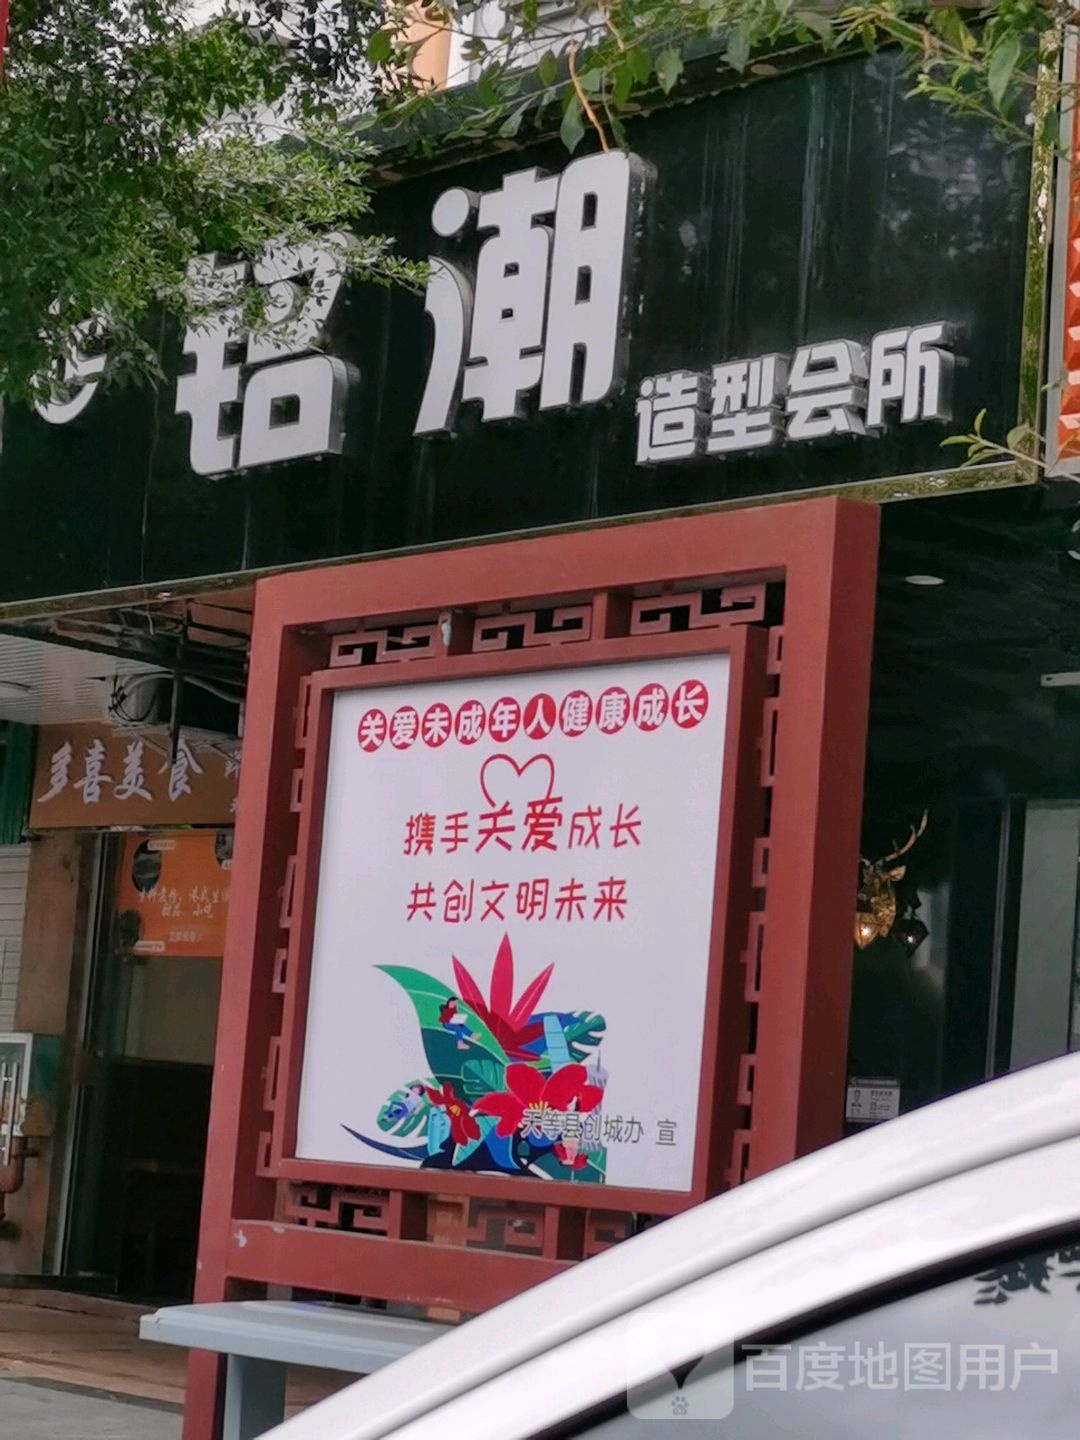 潮
造型会所
关爱未成年人健康成长
携手关爱成长
共创文明未来
天等县创城办 宣
多喜美食
百度地图用户